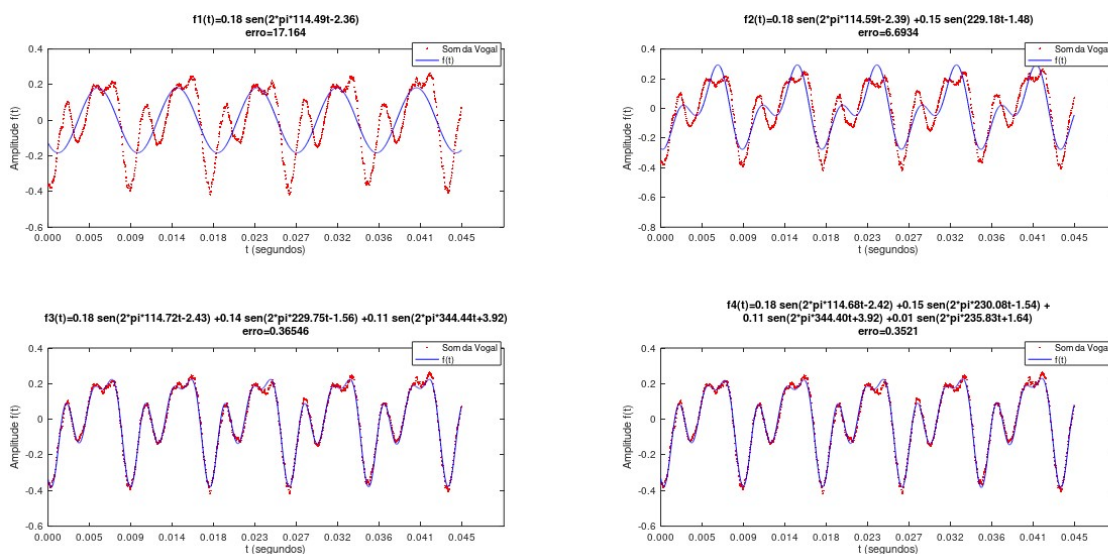 f1(t)=0.18 sen(2*pi*114.49t-2.36)
erro=17.164
0.4
Som da Vogal
f(t)
0.2
0
-0.2
-0.4
-0.6
Amplitude f(t)
0.000 0.005 0.009 0.014 0.018 0.023 0.027 0.032 0.036 0.041 0.045
t (segundos)
f2(t)=0.18 sen(2*pi*114.59t-2.39) +0.15 sen(229.18t-1.48)
erro=6.6934
0.4
Som da Vogal
f(t)
0.2
0
-0.2
-0.4
-0.6
-0.8
Amplitude f(t)
0.000 0.005 0.009 0.014 0.018 0.023 0.027 0.032 0.036 0.041 0.045
t (segundos)
f3(t)=0.18 sen(2*pi*114.72t-2.43) +0.14 sen(2*pi*229.75t-1.56) +0.11 sen(2*pi*344.44t+3.92)
erro=0.36546
0.4
Som da Vogal
f(t)
0.2
0
-0.2
-0.4
-0.6
Amplitude f(t)
0.000 0.005 0.009 0.014 0.018 0.023 0.027 0.032 0.036 0.041 0.045
t (segundos)
f4(t)=0.18 sen(2*pi*114.68t-2.42) +0.15 sen(2*pi*230.08t-1.54) +
0.11 sen(2*pi*344.40t+3.92) +0.01 sen(2*pi*235.83t+1.64)
erro=0.3521
0.4
Som da Vogal
f(t)
0.2
0
-0.2
-0.4
-0.6
Amplitude f(t)
0.000 0.005 0.009 0.014 0.018 0.023 0.027 0.032 0.036 0.041 0.045
t (segundos)